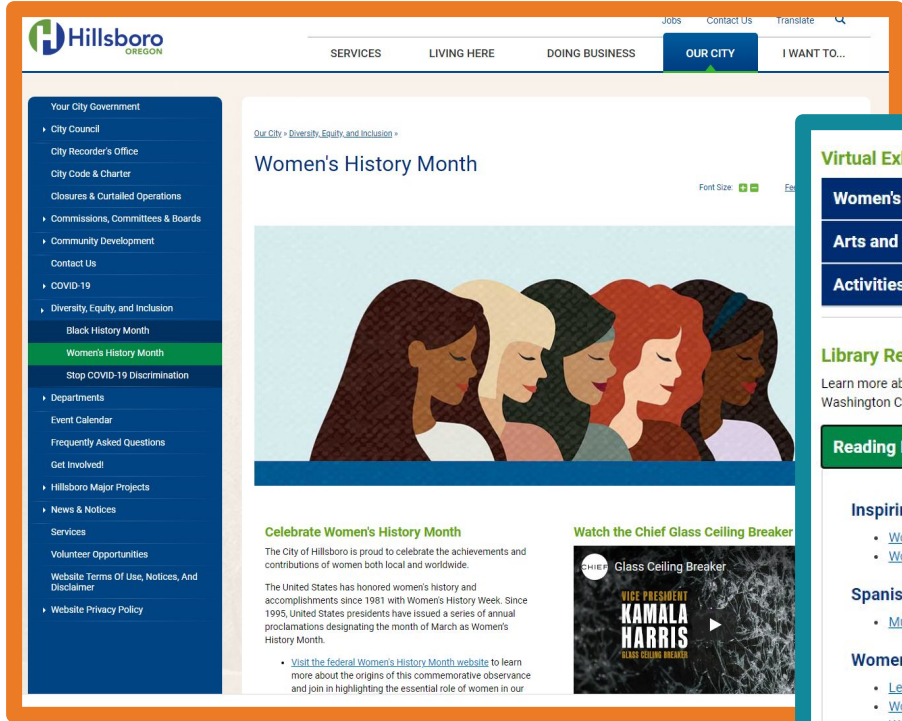 Hillsboro
OREGON
Jobs Contact Us Translate
SERVICES LIVING HERE DOING BUSINESS OUR CITY I WANT TO...
Your City Government
City Council
City Recorder's Office
City Code & Charter
Closures & Curtailed Operations
Commissions, Committees & Boards
Community Development
Contact Us
COVID-19
Diversity, Equity, and Inclusion
Black History Month
Women's History Month
Stop COVID-19 Discrimination
Departments
Event Calendar
Frequently Asked Questions
Get Involved!
Hillsboro Major Projects
News & Notices
Services
Volunteer Opportunities
Website Terms Of Use, Notices, And
Disclaimer
Website Privacy Policy
Our City » Diversity, Equity, and Inclusion »
Women's History Month
Font Size:
Celebrate Women's History Month
The City of Hillsboro is proud to celebrate the achievements and
contributions of women both local and worldwide.
The United States has honored women's history and
accomplishments since 1981 with Women's History Week. Since
1995, United States presidents have issued a series of annual
proclamations designating the month of March as Women's
History Month.
• Visit the federal Women's History Month website to learn
more about the origins of this commemorative observance
and join in highlighting the essential role of women in our
Watch the Chief Glass Ceiling Breaker
CHIEF Glass Ceiling Breaker
VICE PRESIDENT
KAMALA
HARRIS
GLASS CEILING BREAKER
Virtual
Women's
Arts and
Activities
Library
Learn more
Washington
Reading